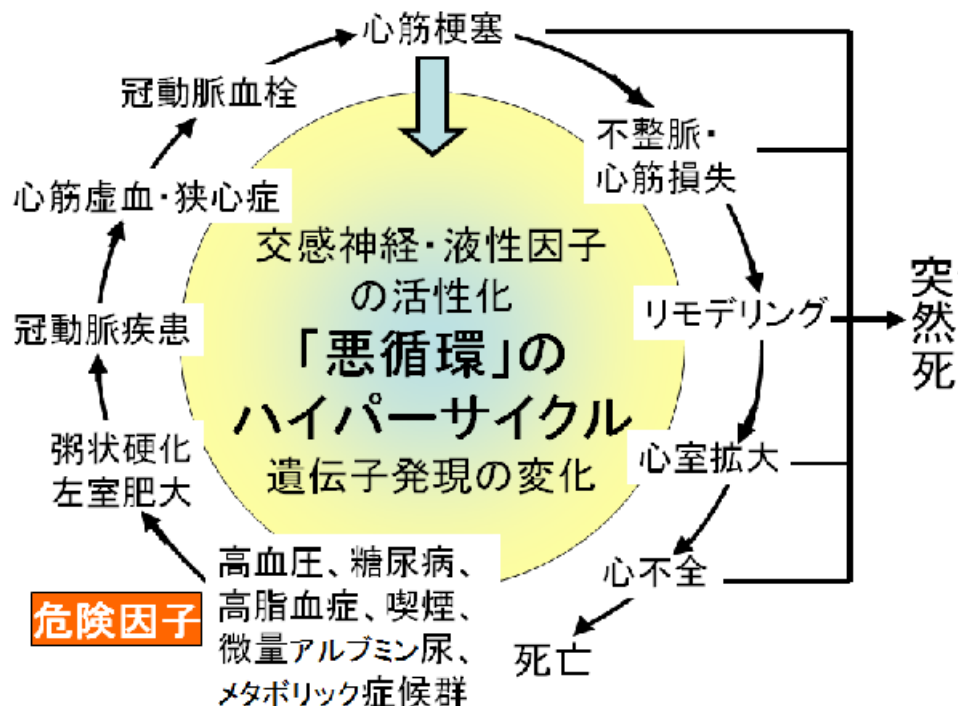 心筋梗塞
冠動脈血栓
不整脈・
心筋損失
心筋虚血・狭心症
交感神経・液性因子
の活性化
「悪循環」の
ハイパーサイクル
遺伝子発現の変化
リモデリング
突然死
冠動脈疾患
粥状硬化
左室肥大
心室拡大
心不全
死亡
危険因子
高血圧、糖尿病、
高脂血症、喫煙、
微量アルブミン尿、
メタボリック症候群